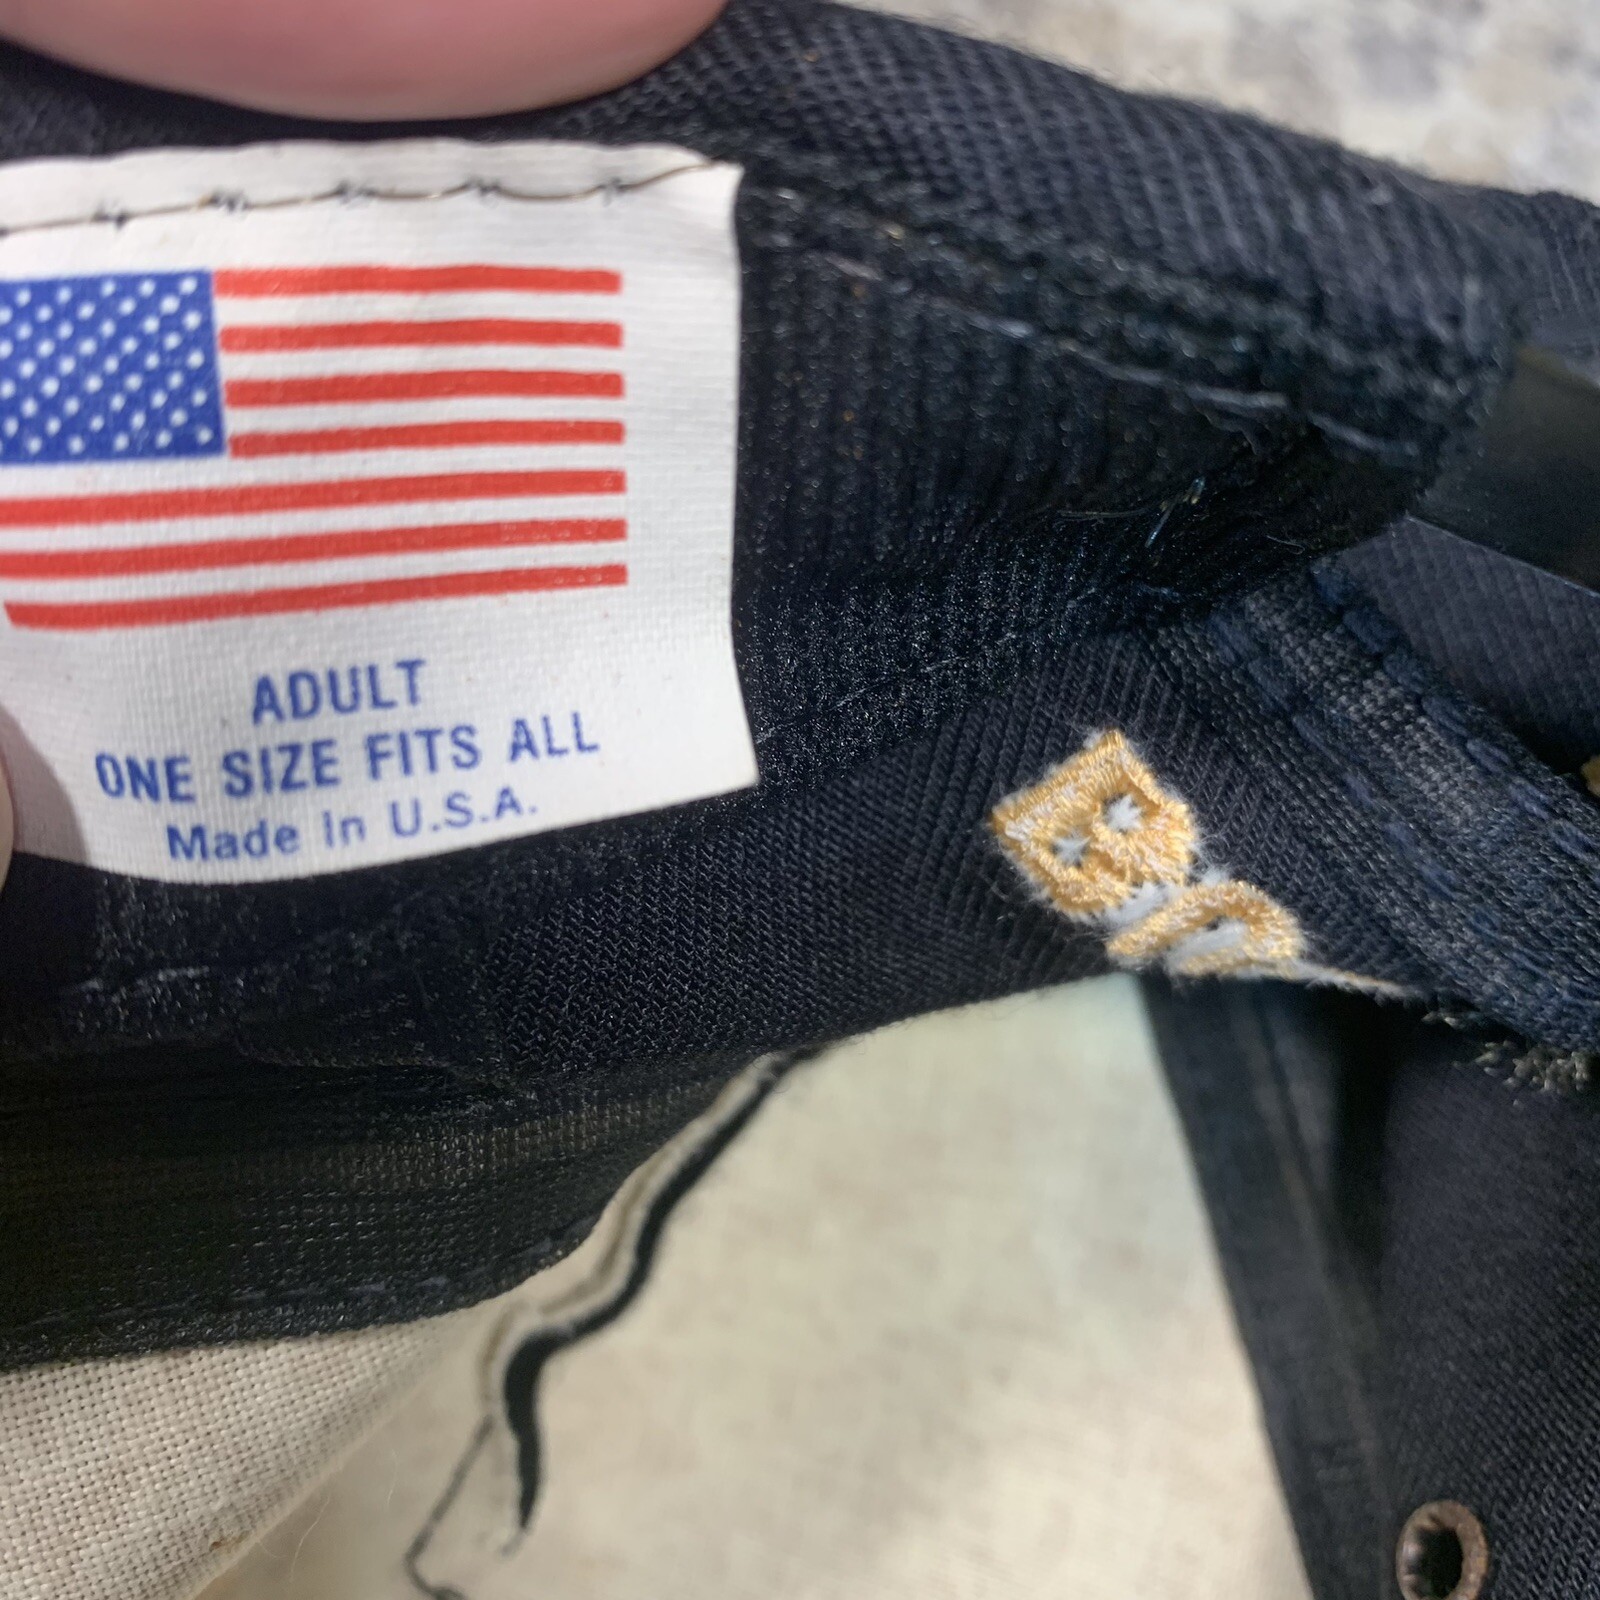 ADULT
ONE SIZE FITS ALL
Made in U.S.A.